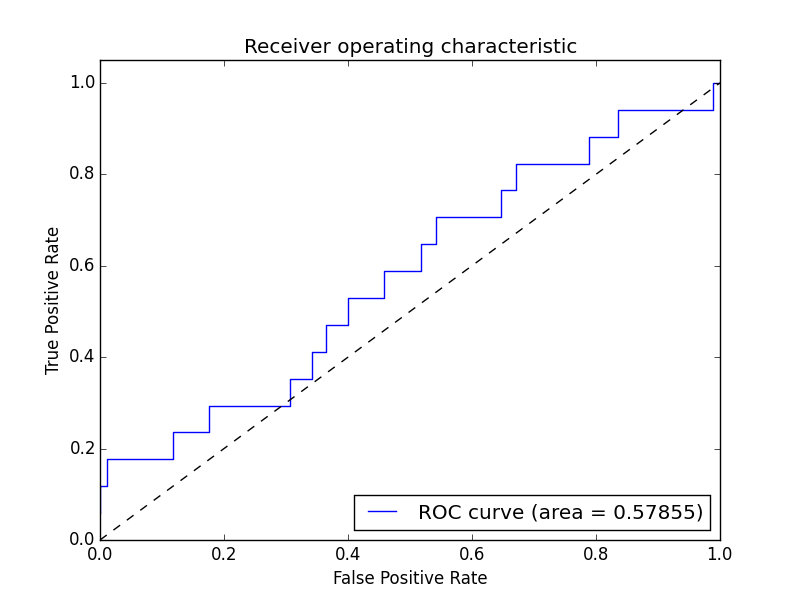 Receiver operating characteristic
1.0
0.8
0.6
0.4
0.2
0.0
True Positive Rate
ROC curve (area = 0.57855)
0.0 0.2 0.4 0.6 0.8 1.0
False Positive Rate